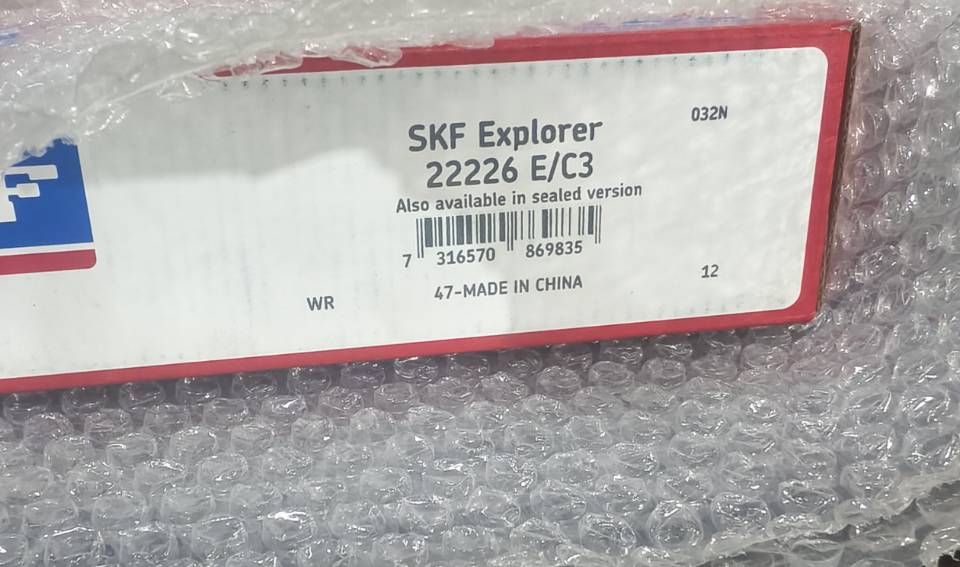 032N
SKF Explorer
22226 E/C3
Also available in sealed version
7 316570 869835
12
47-MADE IN CHINA
WR